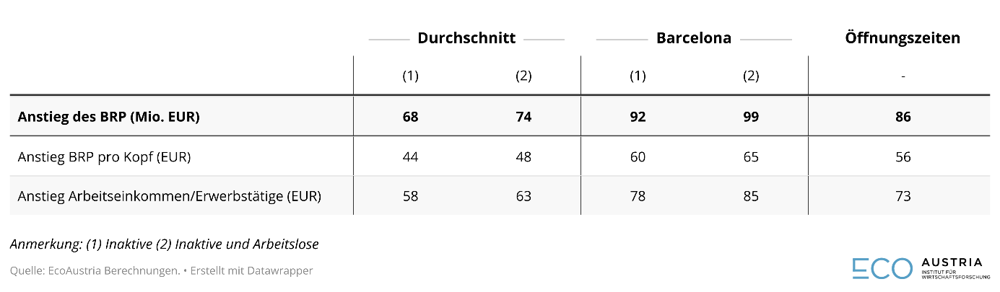 Durchschnitt Barcelona Öffnungszeiten
(1) (2) (1) (2) -
Anstieg des BRP (Mio. EUR) 68 74 92 99 86
Anstieg BRP pro Kopf (EUR) 44 48 60 65 56
Anstieg Arbeitseinkommen/Erwerbstätige (EUR) 58 63 78 85 73
Anmerkung: (1) Inaktive (2) Inaktive und Arbeitslose
Quelle: EcoAustria Berechnungen. • Erstellt mit Datawrapper
ECO AUSTRIA
INSTITUT FÜR
WIRTSCHAFTSFORSCHUNG